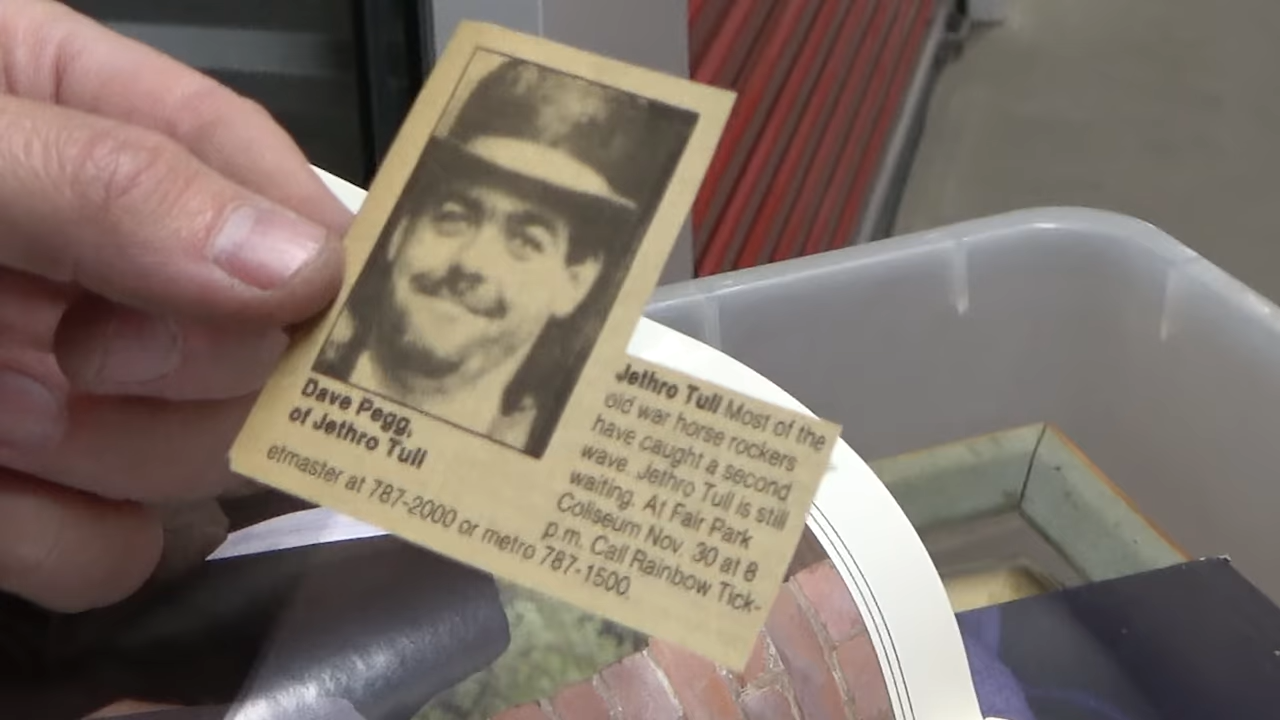 Dave Pegg,
of Jethro Tull
Jethro Tull Most of the
old war horse rockers
have caught a second
wave. Jethro Tull is still
waiting. At Fair Park
Coliseum Nov. 30 at 8
p.m. Call Rainbow Tick-
etmaster at 787-2000 or metro 787-1500.